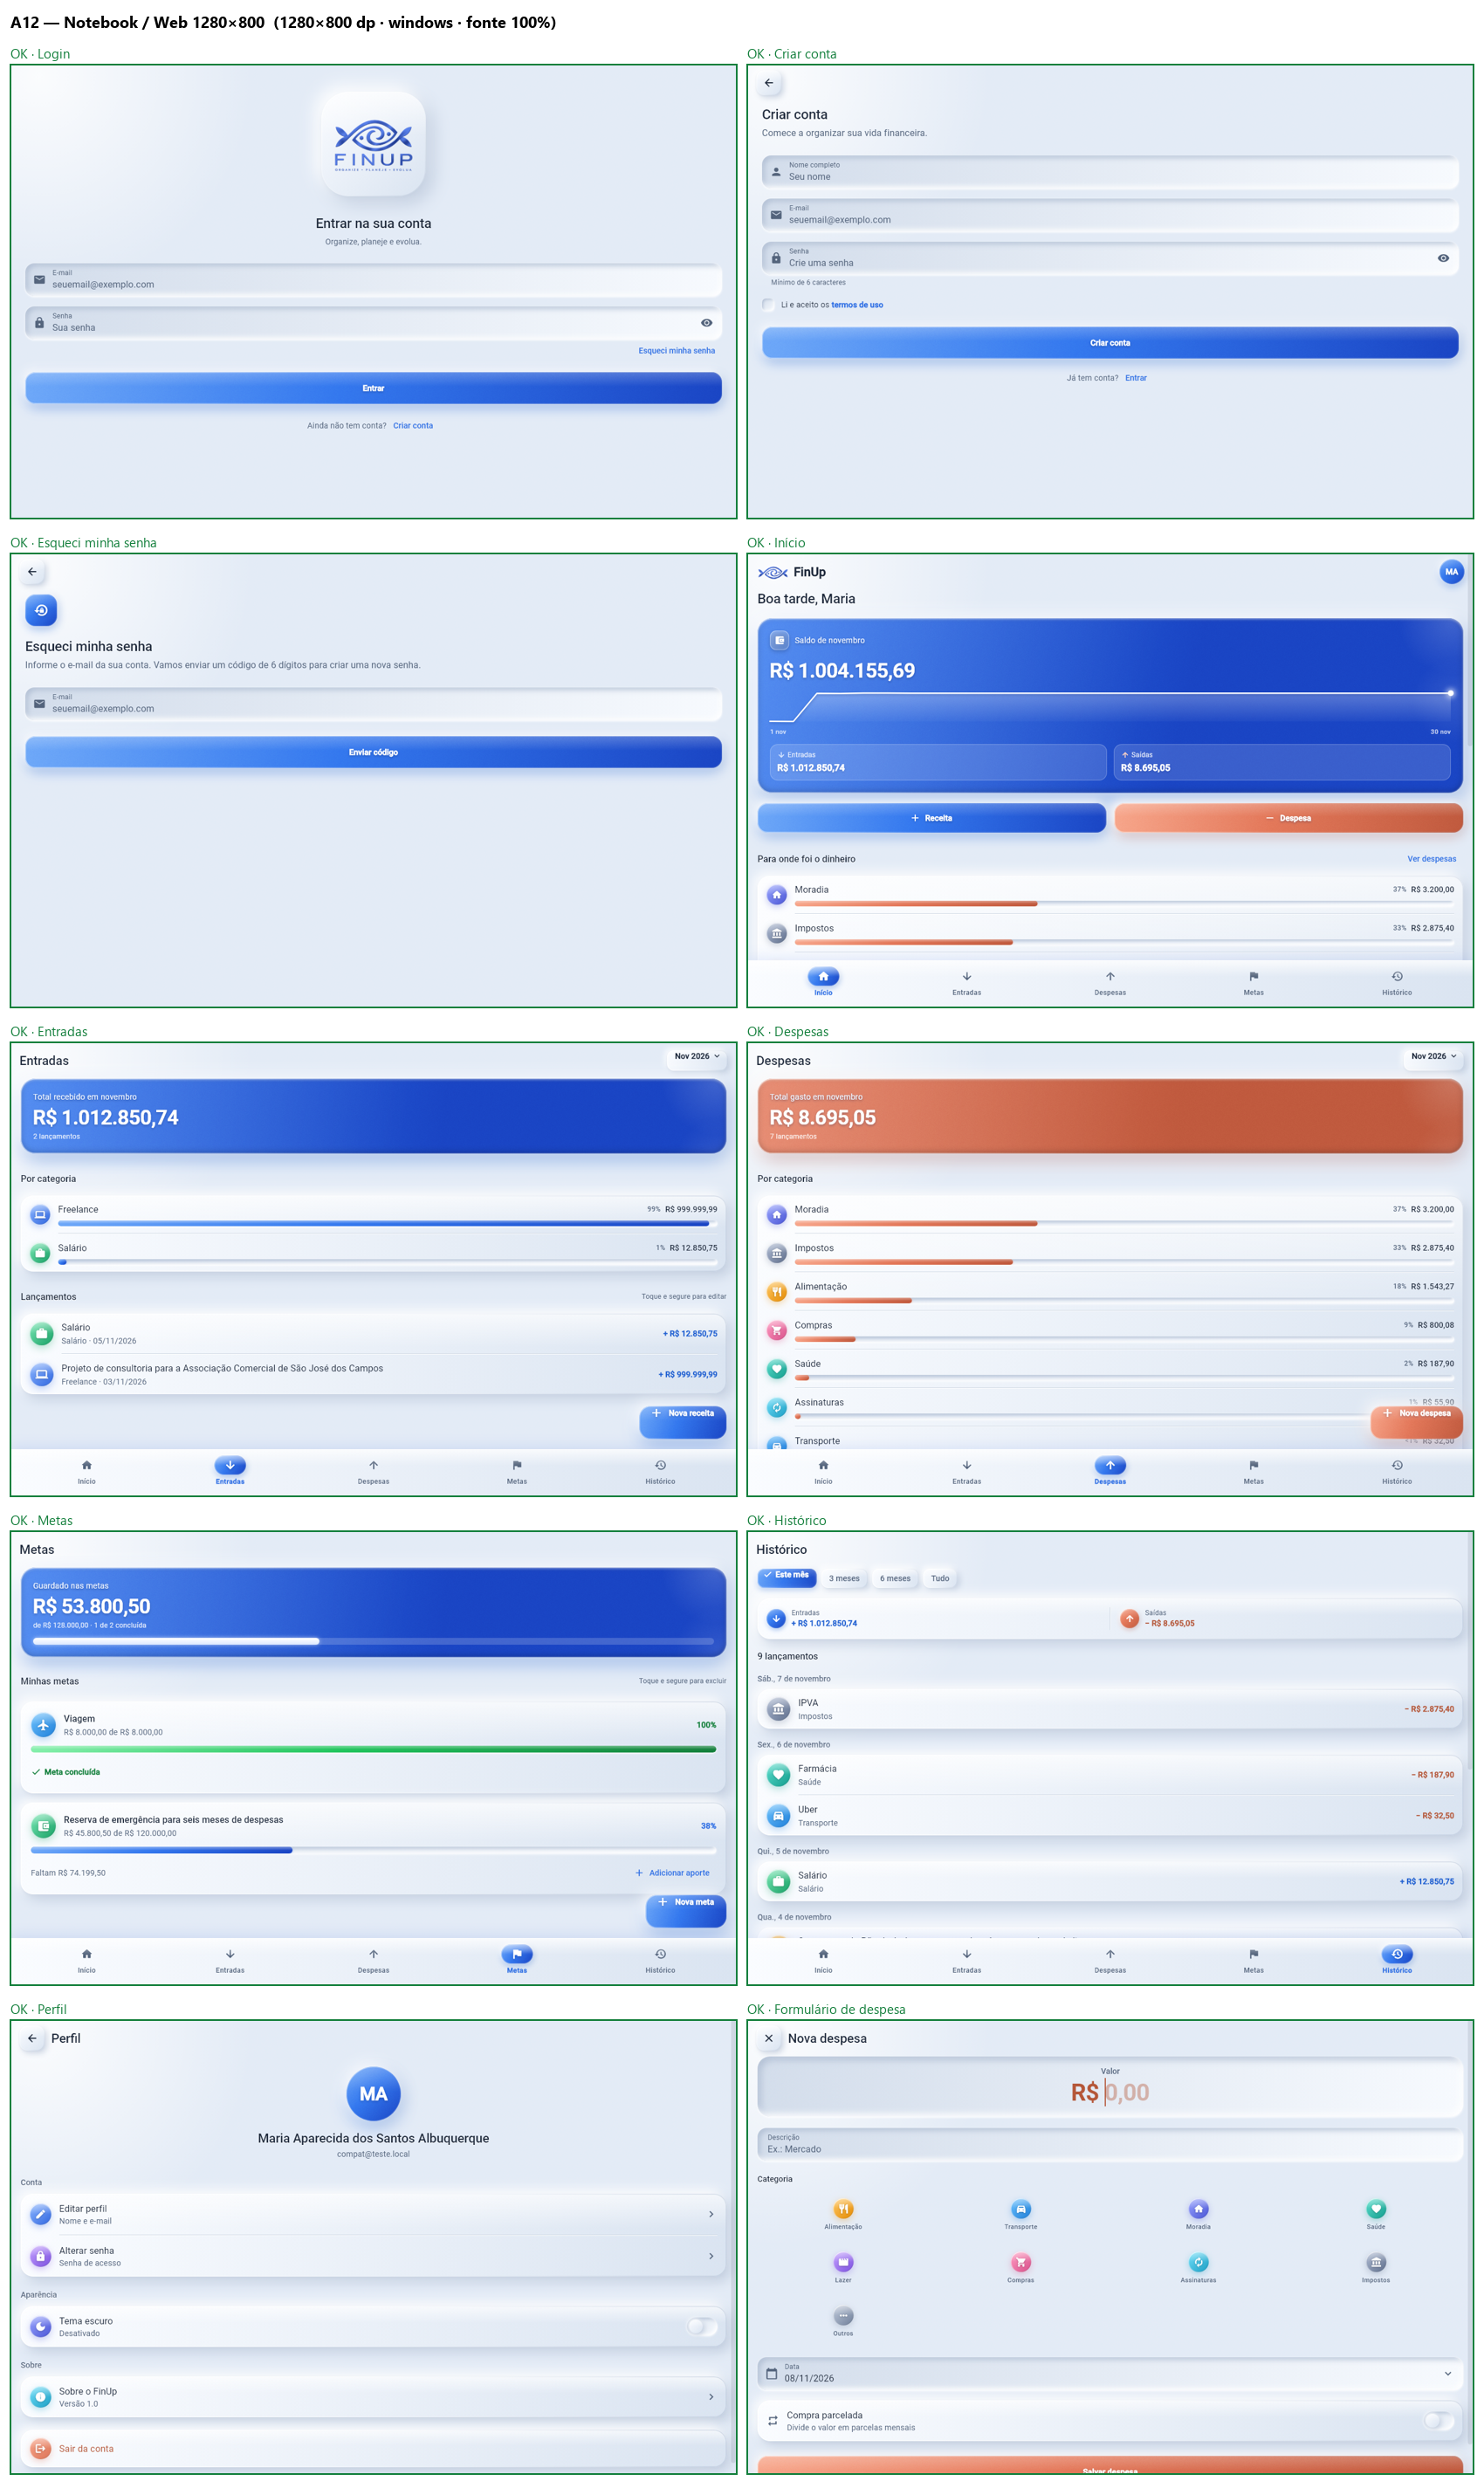 A12 — Notebook / Web 1280×800 (1280×800 dp · windows · fonte 100%)
OK · Login
FINUP
ORGANIZE • PLANEJE • EVOLUA
Entrar na sua conta
Organize, planeje e evolua.
E-mail
seuemail@exemplo.com
Senha
Sua senha
Esqueci minha senha
Entrar
Ainda não tem conta? Criar conta
OK · Criar conta
Criar conta
Comece a organizar sua vida financeira.
Nome completo
Seu nome
E-mail
seuemail@exemplo.com
Senha
Crie uma senha
Mínimo de 6 caracteres
Li e aceito os termos de uso
Criar conta
Já tem conta? Entrar
OK · Esqueci minha senha
Esqueci minha senha
Informe o e-mail da sua conta. Vamos enviar um código de 6 dígitos para criar uma nova senha.
E-mail
seuemail@exemplo.com
Enviar código
OK · Início
FinUp
MA
Boa tarde, Maria
Saldo de novembro
R$ 1.004.155,69
1 nov
30 nov
Entradas
R$ 1.012.850,74
Saídas
R$ 8.695,05
+ Receita
− Despesa
Para onde foi o dinheiro
Ver despesas
Moradia
37% R$ 3.200,00
Impostos
33% R$ 2.875,40
Início
Entradas
Despesas
Metas
Histórico
OK · Entradas
Entradas
Nov 2026
Total recebido em novembro
R$ 1.012.850,74
2 lançamentos
Por categoria
Freelance
99% R$ 999.999,99
Salário
1% R$ 12.850,75
Lançamentos
Toque e segure para editar
Salário
Salário · 05/11/2026
+ R$ 12.850,75
Projeto de consultoria para a Associação Comercial de São José dos Campos
Freelance · 03/11/2026
+ R$ 999.999,99
+ Nova receita
Início
Entradas
Despesas
Metas
Histórico
OK · Despesas
Despesas
Nov 2026
Total gasto em novembro
R$ 8.695,05
7 lançamentos
Por categoria
Moradia
37% R$ 3.200,00
Impostos
33% R$ 2.875,40
Alimentação
18% R$ 1.543,27
Compras
9% R$ 800,08
Saúde
2% R$ 187,90
Assinaturas
1% R$ 55,90
+ Nova despesa
Transporte
R$ 32,50
Início
Entradas
Despesas
Metas
Histórico
OK · Metas
Metas
Guardado nas metas
R$ 53.800,50
de R$ 128.000,00 · 1 de 2 concluída
Minhas metas
Toque e segure para excluir
Viagem
R$ 8.000,00 de R$ 8.000,00
100%
Meta concluída
Reserva de emergência para seis meses de despesas
R$ 45.800,50 de R$ 120.000,00
38%
Faltam R$ 74.199,50
+ Adicionar aporte
+ Nova meta
Início
Entradas
Despesas
Metas
Histórico
OK · Histórico
Histórico
Este mês
3 meses
6 meses
Tudo
Entradas
+ R$ 1.012.850,74
Saídas
− R$ 8.695,05
9 lançamentos
Sáb., 7 de novembro
IPVA
Impostos
− R$ 2.875,40
Sex., 6 de novembro
Farmácia
Saúde
− R$ 187,90
Uber
Transporte
− R$ 32,50
Qui., 5 de novembro
Salário
Salário
+ R$ 12.850,75
Qua., 4 de novembro
Início
Entradas
Despesas
Metas
Histórico
OK · Perfil
Perfil
MA
Maria Aparecida dos Santos Albuquerque
compat@teste.local
Conta
Editar perfil
Nome e e-mail
Alterar senha
Senha de acesso
Aparência
Tema escuro
Desativado
Sobre
Sobre o FinUp
Versão 1.0
Sair da conta
OK · Formulário de despesa
Nova despesa
Valor
R$ 0,00
Descrição
Ex.: Mercado
Categoria
Alimentação
Transporte
Moradia
Saúde
Lazer
Compras
Assinaturas
Impostos
Outros
Data
08/11/2026
Compra parcelada
Divide o valor em parcelas mensais
Salvar despesa